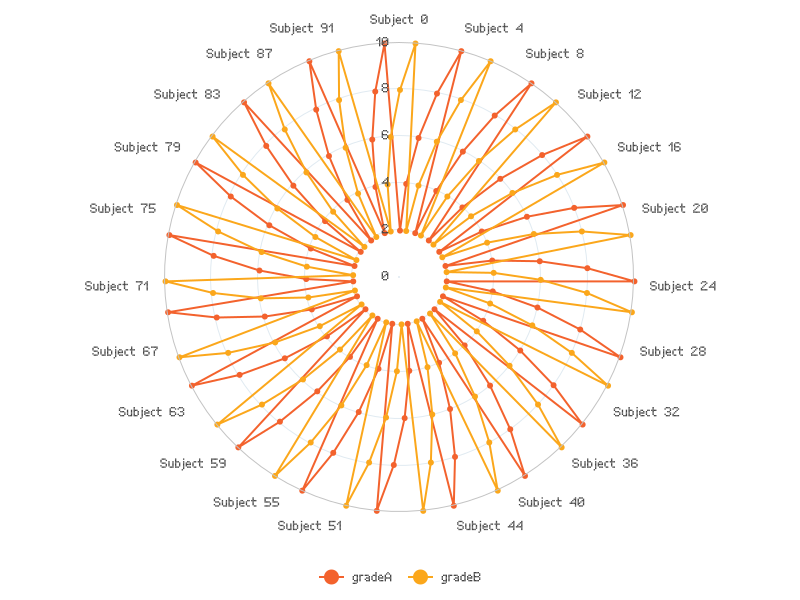 Subject 0
Subject 4
Subject 8
Subject 12
Subject 16
Subject 20
Subject 24
Subject 28
Subject 32
Subject 36
Subject 40
Subject 44
Subject 51
Subject 55
Subject 59
Subject 63
Subject 67
Subject 71
Subject 75
Subject 79
Subject 83
Subject 87
Subject 91
10
8
6
4
2
0
gradeA
gradeB